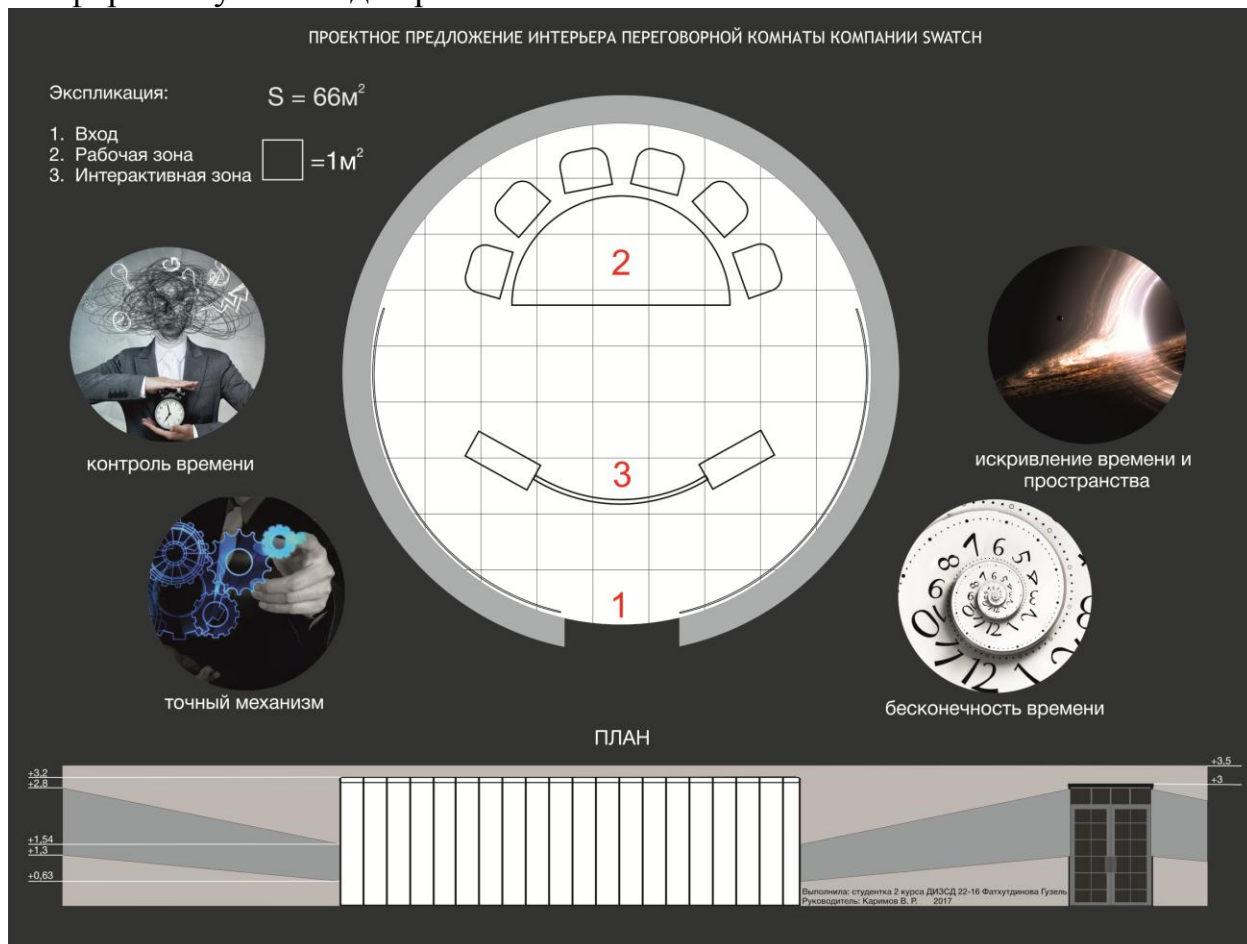 ПРОЕКТНОЕ ПРЕДЛОЖЕНИЕ ИНТЕРЬЕРА ПЕРЕГОВОРНОЙ КОМНАТЫ КОМПАНИИ SWATCH
Экспликация:
S = 66м²
1. Вход
2. Рабочая зона
3. Интерактивная зона
=1м²
2
3
1
контроль времени
точный механизм
искривление времени и
пространства
бесконечность времени
ПЛАН
+3,2
+2,8
+1,54
+1,3
+0,63
+3,5
+3
Выполнила: студентка 2 курса ДИЗСД 22-16 Фатхутдинова Гузель
Руководитель: Каримов В. Р. 2017